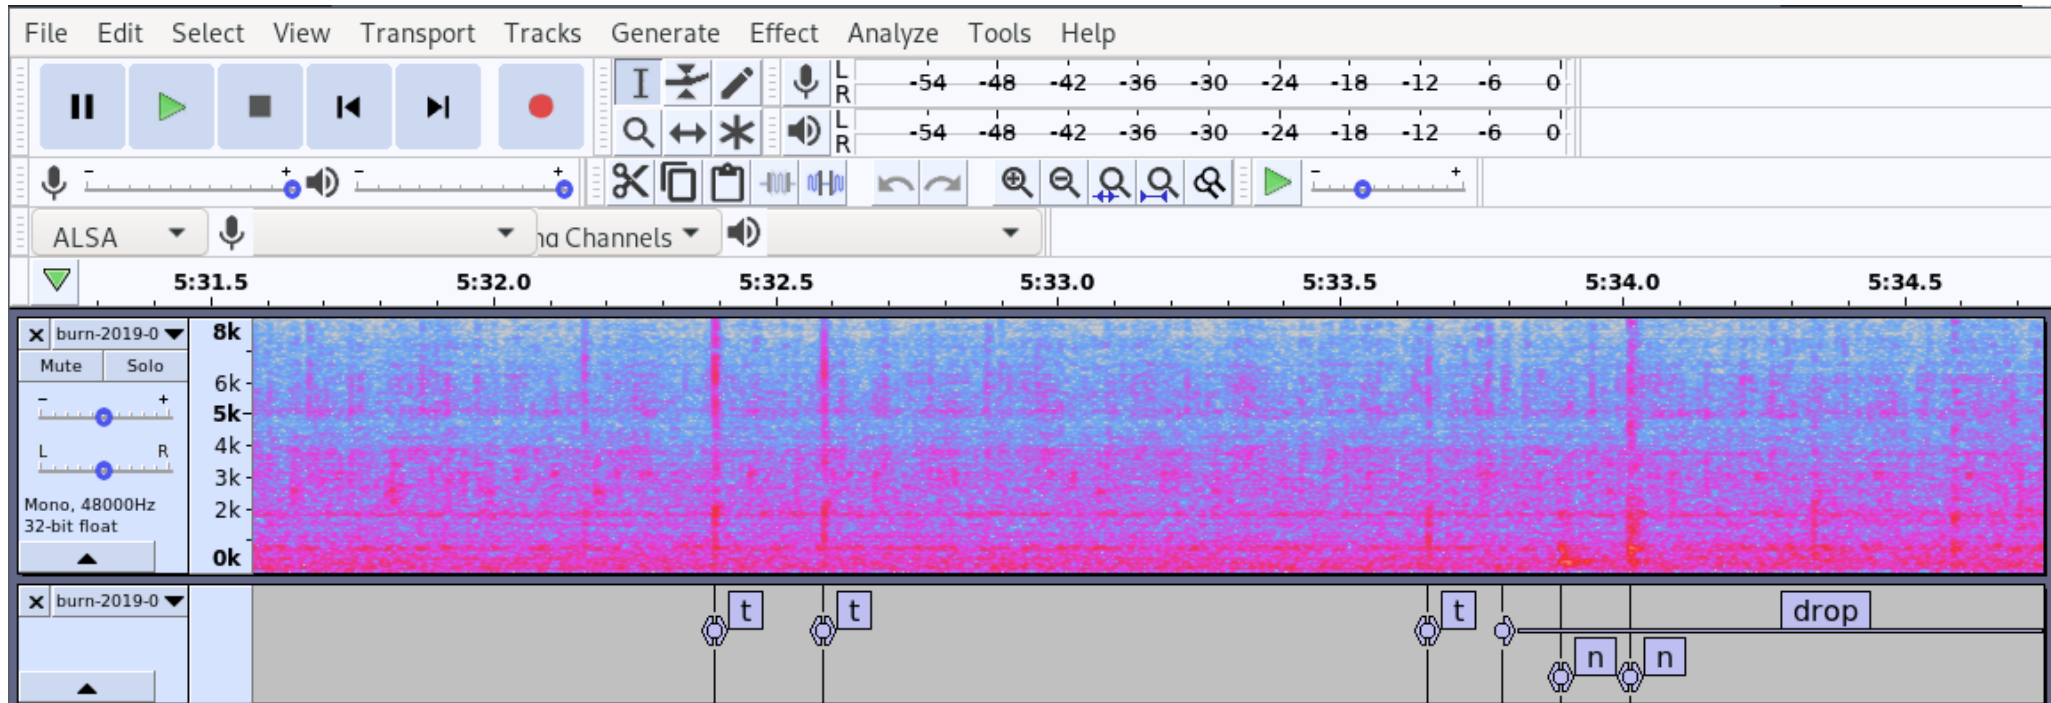 File Edit Select View Transport Tracks Generate Effect Analyze Tools Help
L -54 -48 -42 -36 -30 -24 -18 -12 -6 0
R
L -54 -48 -42 -36 -30 -24 -18 -12 -6 0
R
- + - + - +
ALSA Channels
5:31.5 5:32.0 5:32.5 5:33.0 5:33.5 5:34.0 5:34.5
burn-2019-0 8k
Mute Solo
6k
- +
5k
4k
L R
3k
Mono, 48000Hz
2k
32-bit float
0k
burn-2019-0
t t t drop
n n